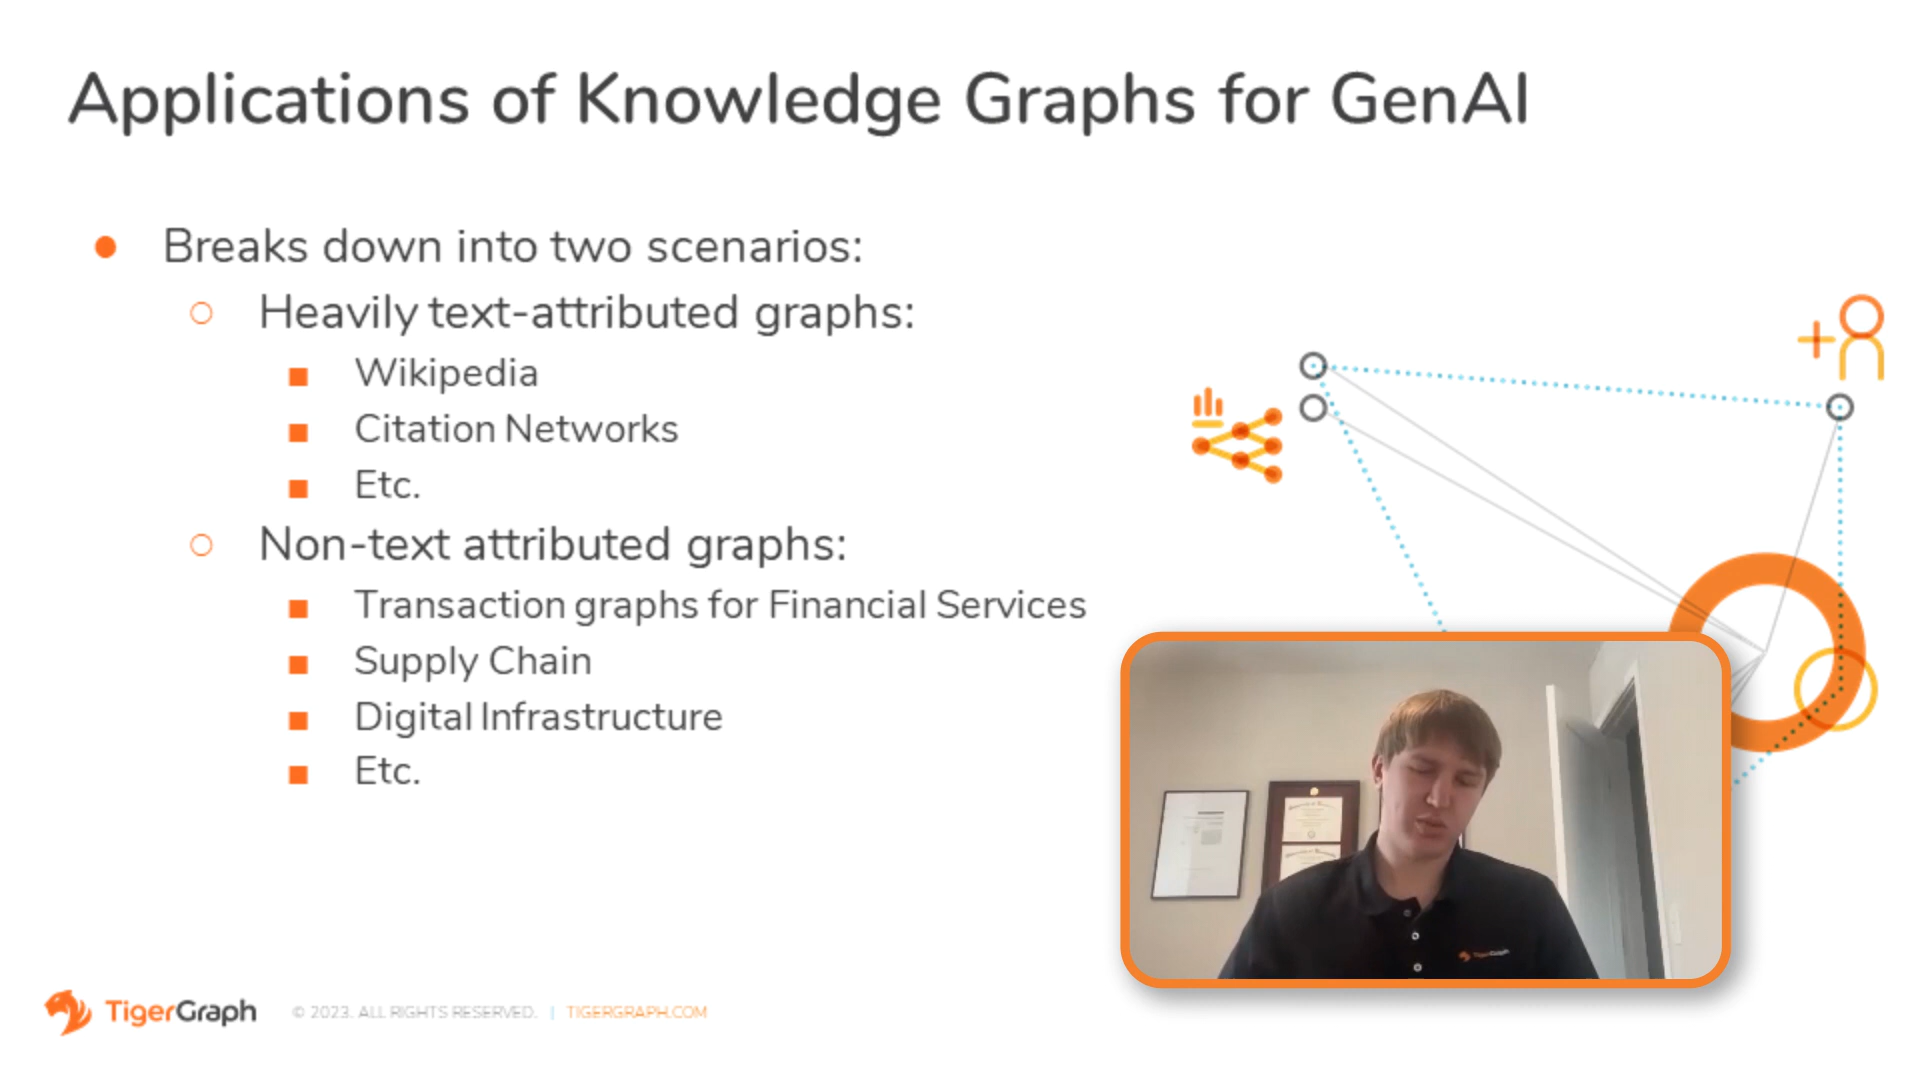 Applications of Knowledge Graphs for GenAI
Breaks down into two scenarios:
Heavily text-attributed graphs:
Wikipedia
Citation Networks
Etc.
Non-text attributed graphs:
Transaction graphs for Financial Services
Supply Chain
Digital Infrastructure
Etc.
TigerGraph
TigerGraph © 2023. ALL RIGHTS RESERVED. | TIGERGRAPH.COM